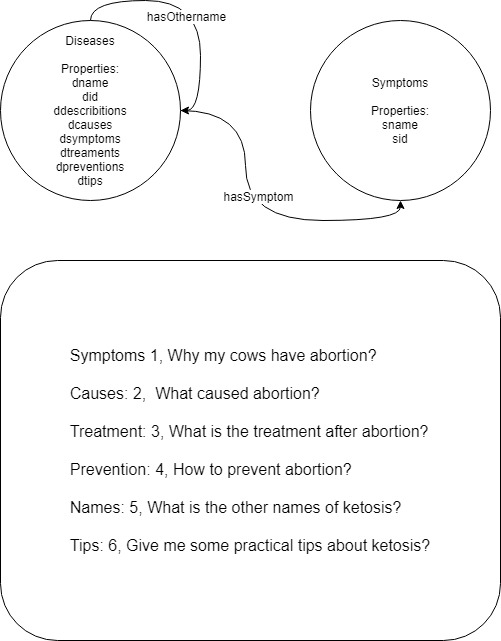 hasOthername
Diseases
Properties:
dname
did
ddescribitions
dcauses
dsymptoms
dtreaments
dpreventions
dtips
Symptoms
Properties:
sname
sid
hasSymptom
Symptoms 1, Why my cows have abortion?
Causes: 2,  What caused abortion?
Treatment: 3, What is the treatment after abortion?
Prevention: 4, How to prevent abortion?
Names: 5, What is the other names of ketosis?
Tips: 6, Give me some practical tips about ketosis?